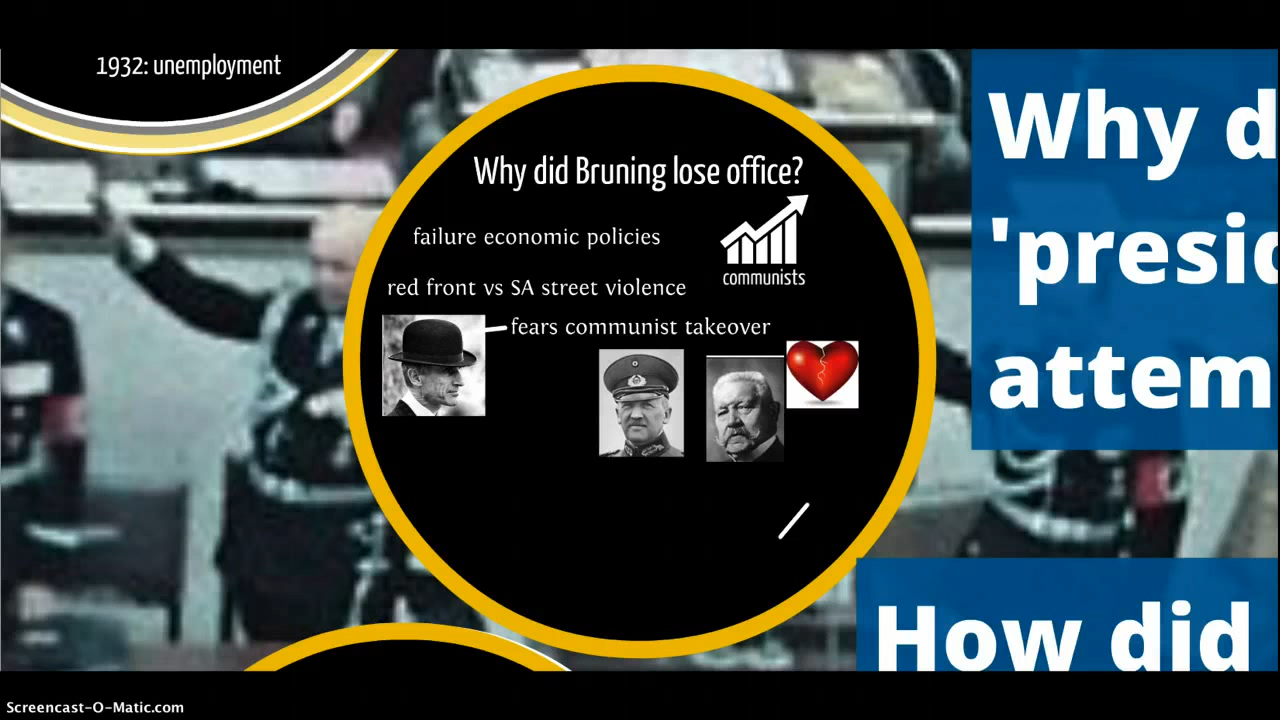 1932: unemployment
Why did Bruning lose office?
failure economic policies
communists
red front vs SA street violence
fears communist takeover
Why d
'presid
attem
How did
Screencast-O-Matic.com